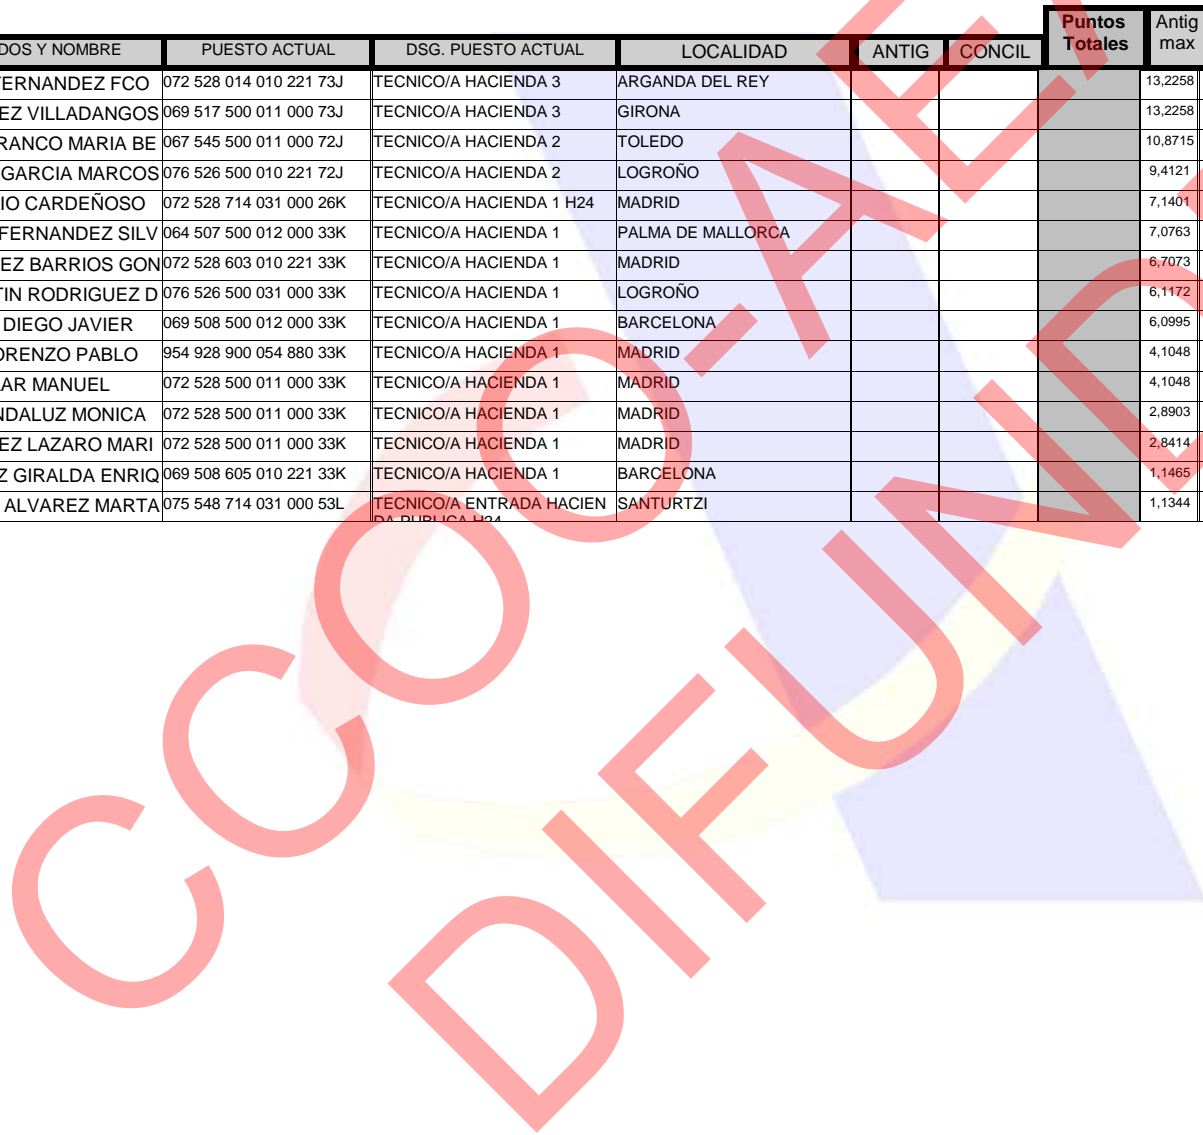 Puntos Totales Antig max
DOS Y NOMBRE PUESTO ACTUAL DSG. PUESTO ACTUAL LOCALIDAD ANTIG CONCIL
FERNANDEZ FCO 072 528 014 010 221 73J TECNICO/A HACIENDA 3 ARGANDA DEL REY 13,2258
EZ VILLADANGOS 069 517 500 011 000 73J TECNICO/A HACIENDA 3 GIRONA 13,2258
RANCO MARIA BE 067 545 500 011 000 72J TECNICO/A HACIENDA 2 TOLEDO 10,8715
GARCIA MARCOS 076 526 500 010 221 72J TECNICO/A HACIENDA 2 LOGROÑO 9,4121
IO CARDEÑOSO 072 528 714 031 000 26K TECNICO/A HACIENDA 1 H24 MADRID 7,1401
FERNANDEZ SILV 064 507 500 012 000 33K TECNICO/A HACIENDA 1 PALMA DE MALLORCA 7,0763
EZ BARRIOS GON 072 528 603 010 221 33K TECNICO/A HACIENDA 1 MADRID 6,7073
TIN RODRIGUEZ D 076 526 500 031 000 33K TECNICO/A HACIENDA 1 LOGROÑO 6,1172
DIEGO JAVIER 069 508 500 012 000 33K TECNICO/A HACIENDA 1 BARCELONA 6,0995
ORENZO PABLO 954 928 900 054 880 33K TECNICO/A HACIENDA 1 MADRID 4,1048
AR MANUEL 072 528 500 011 000 33K TECNICO/A HACIENDA 1 MADRID 4,1048
NDALUZ MONICA 072 528 500 011 000 33K TECNICO/A HACIENDA 1 MADRID 2,8903
EZ LAZARO MARI 072 528 500 011 000 33K TECNICO/A HACIENDA 1 MADRID 2,8414
Z GIRALDA ENRIQ 069 508 605 010 221 33K TECNICO/A HACIENDA 1 BARCELONA 1,1465
ALVAREZ MARTA 075 548 714 031 000 53L TECNICO/A ENTRADA HACIEN SANTURTZI 1,1344
DA PUBLICA H24
CCOO-AEA
DIFUND